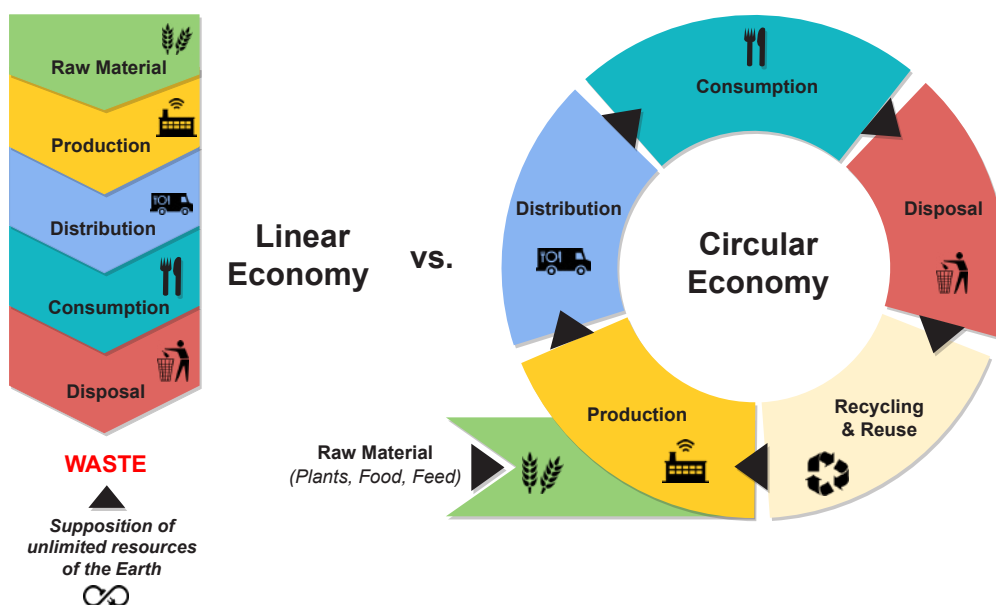 Raw Material
Production
Distribution
Consumption
Disposal
WASTE
Supposition of
unlimited resources
of the Earth
Linear
Economy
vs.
Circular
Economy
Consumption
Disposal
Recycling
& Reuse
Production
Distribution
Raw Material
(Plants, Food, Feed)